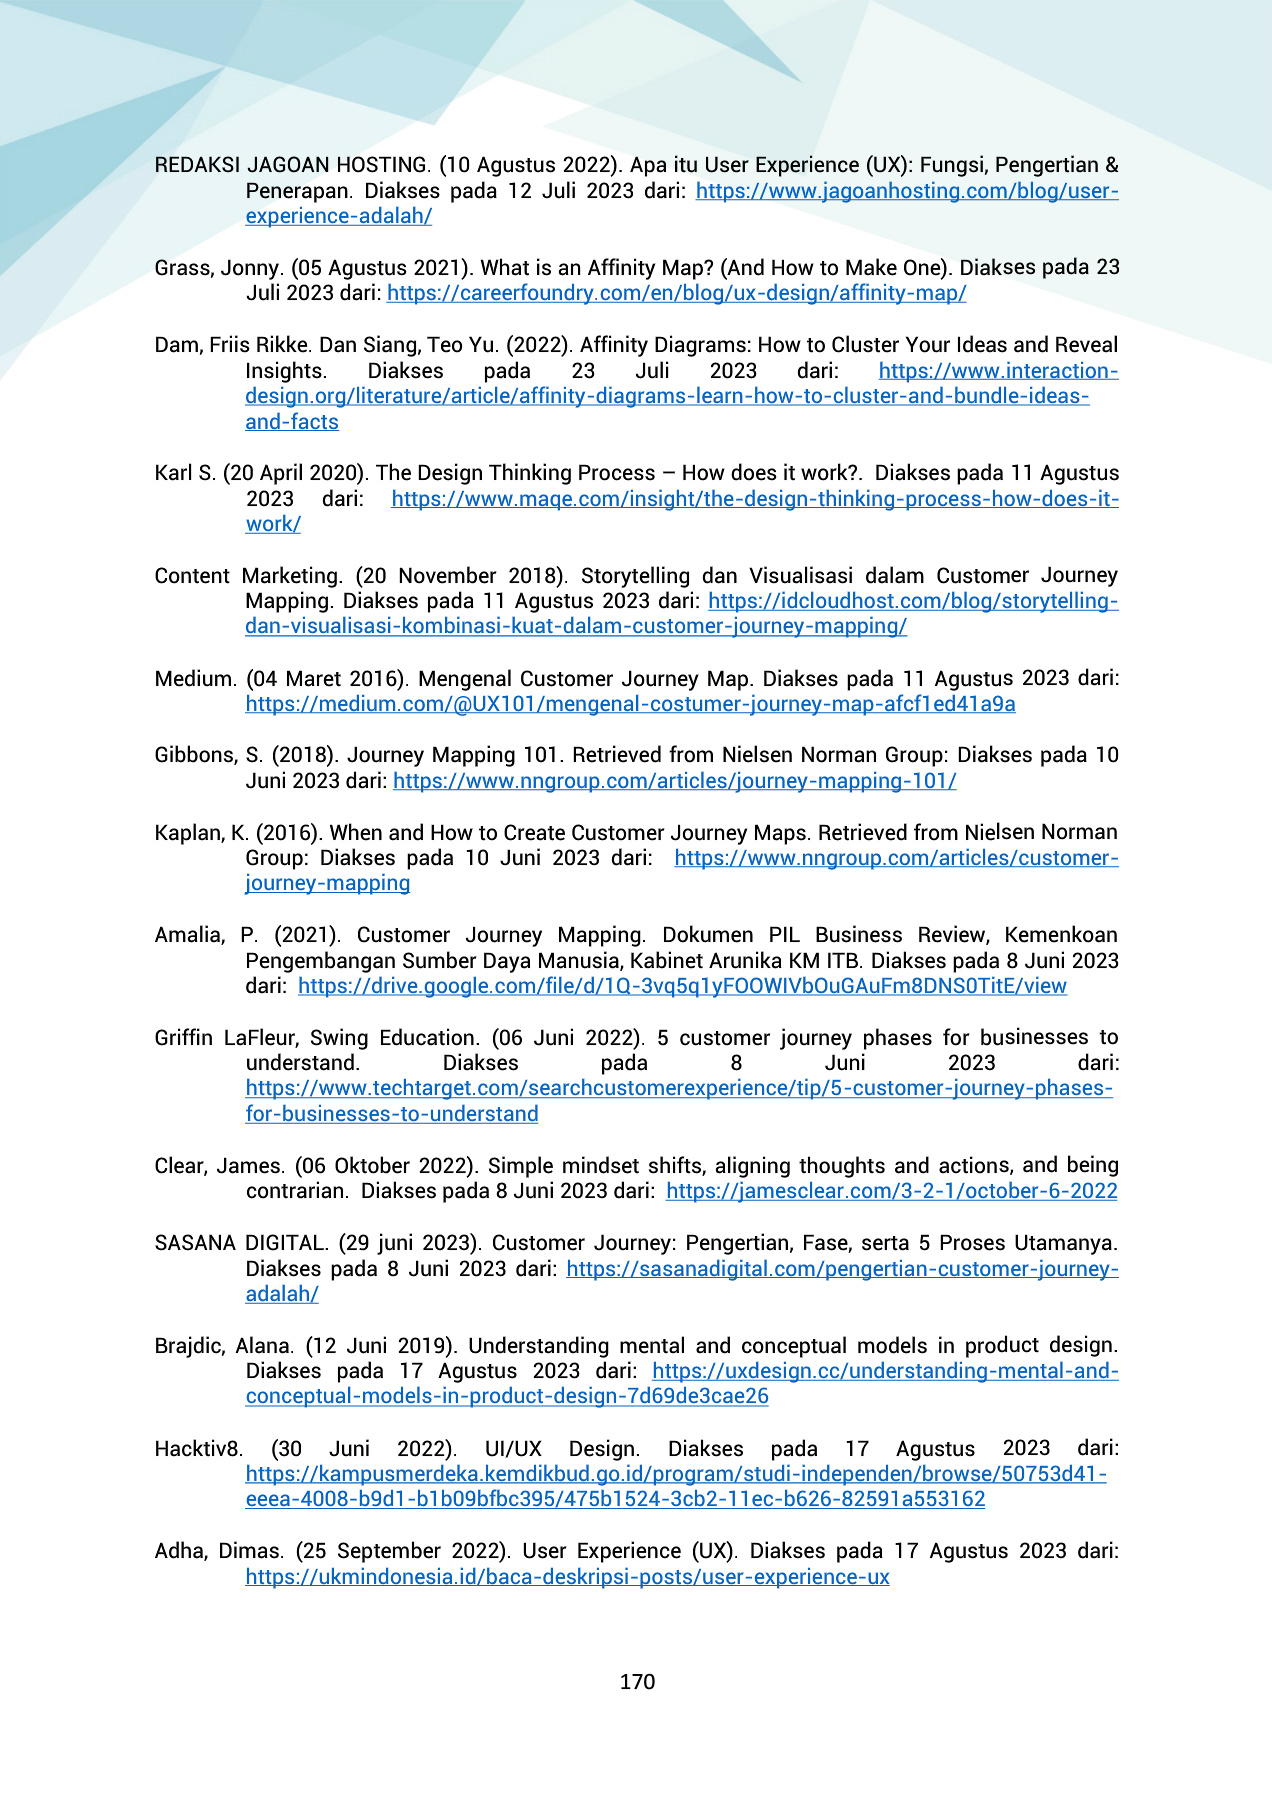 REDAKSI JAGOAN HOSTING. (10 Agustus 2022). Apa itu User Experience (UX): Fungsi, Pengertian &
Penerapan. Diakses pada 12 Juli 2023 dari: https://www.jagoanhosting.com/blog/user-
experience-adalah/
Grass, Jonny. (05 Agustus 2021). What is an Affinity Map? (And How to Make One). Diakses pada 23
Juli 2023 dari: https://careerfoundry.com/en/blog/ux-design/affinity-map/
Dam, Friis Rikke. Dan Siang, Teo Yu. (2022). Affinity Diagrams: How to Cluster Your Ideas and Reveal
Insights. Diakses pada 23 Juli 2023 dari: https://www.interaction-
design.org/literature/article/affinity-diagrams-learn-how-to-cluster-and-bundle-ideas-
and-facts
Karl S. (20 April 2020). The Design Thinking Process – How does it work?. Diakses pada 11 Agustus
2023 dari: https://www.maqe.com/insight/the-design-thinking-process-how-does-it-
work/
Content Marketing. (20 November 2018). Storytelling dan Visualisasi dalam Customer Journey
Mapping. Diakses pada 11 Agustus 2023 dari: https://idcloudhost.com/blog/storytelling-
dan-visualisasi-kombinasi-kuat-dalam-customer-journey-mapping/
Medium. (04 Maret 2016). Mengenal Customer Journey Map. Diakses pada 11 Agustus 2023 dari:
https://medium.com/@UX101/mengenal-costumer-journey-map-afcf1ed41a9a
Gibbons, S. (2018). Journey Mapping 101. Retrieved from Nielsen Norman Group: Diakses pada 10
Juni 2023 dari: https://www.nngroup.com/articles/journey-mapping-101/
Kaplan, K. (2016). When and How to Create Customer Journey Maps. Retrieved from Nielsen Norman
Group: Diakses pada 10 Juni 2023 dari: https://www.nngroup.com/articles/customer-
journey-mapping
Amalia, P. (2021). Customer Journey Mapping. Dokumen PIL Business Review, Kemenkoan
Pengembangan Sumber Daya Manusia, Kabinet Arunika KM ITB. Diakses pada 8 Juni 2023
dari: https://drive.google.com/file/d/1Q-3vq5q1yFOOWIVbOuGAuFm8DNS0TitE/view
Griffin LaFleur, Swing Education. (06 Juni 2022). 5 customer journey phases for businesses to
understand. Diakses pada 8 Juni 2023 dari:
https://www.techtarget.com/searchcustomerexperience/tip/5-customer-journey-phases-
for-businesses-to-understand
Clear, James. (06 Oktober 2022). Simple mindset shifts, aligning thoughts and actions, and being
contrarian. Diakses pada 8 Juni 2023 dari: https://jamesclear.com/3-2-1/october-6-2022
SASANA DIGITAL. (29 juni 2023). Customer Journey: Pengertian, Fase, serta 5 Proses Utamanya.
Diakses pada 8 Juni 2023 dari: https://sasanadigital.com/pengertian-customer-journey-
adalah/
Brajdic, Alana. (12 Juni 2019). Understanding mental and conceptual models in product design.
Diakses pada 17 Agustus 2023 dari: https://uxdesign.cc/understanding-mental-and-
conceptual-models-in-product-design-7d69de3cae26
Hacktiv8. (30 Juni 2022). UI/UX Design. Diakses pada 17 Agustus 2023 dari:
https://kampusmerdeka.kemdikbud.go.id/program/studi-independen/browse/50753d41-
eeea-4008-b9d1-b1b09bfbc395/475b1524-3cb2-11ec-b626-82591a553162
Adha, Dimas. (25 September 2022). User Experience (UX). Diakses pada 17 Agustus 2023 dari:
https://ukmindonesia.id/baca-deskripsi-posts/user-experience-ux
170